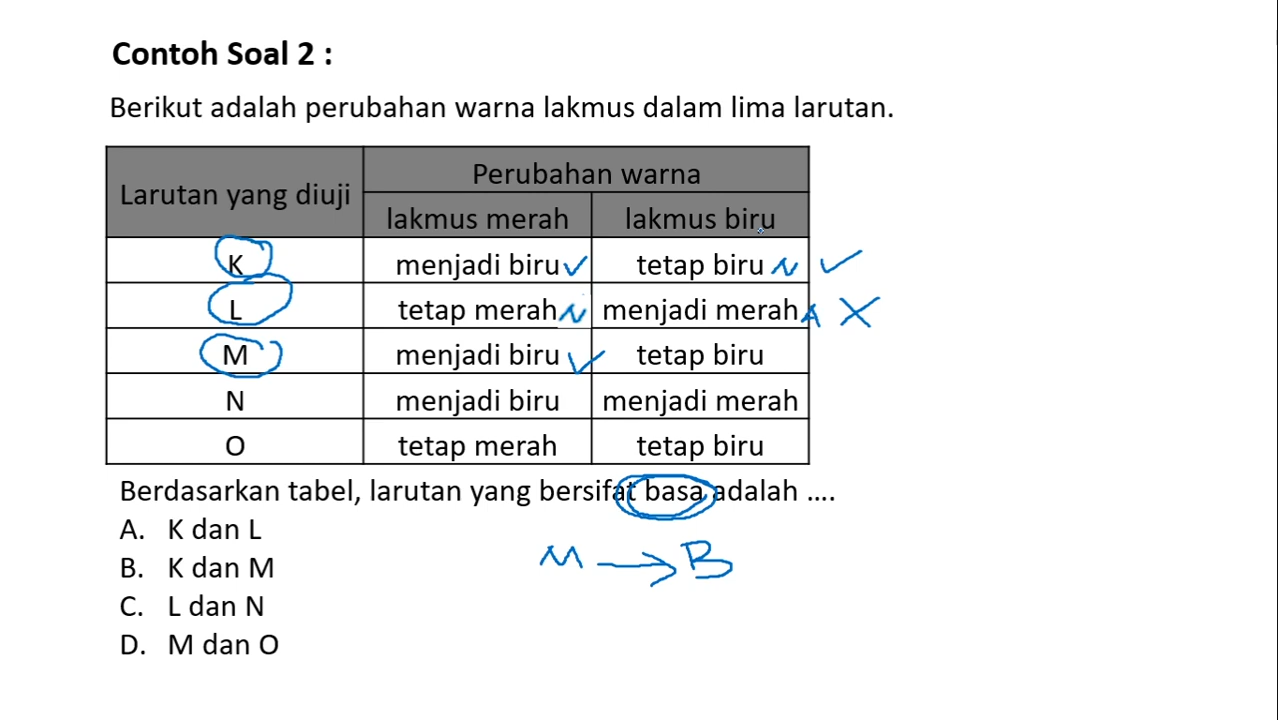 Contoh Soal 2 :
Berikut adalah perubahan warna lakmus dalam lima larutan.
Larutan yang diuji Perubahan warna
lakmus merah lakmus biru
K menjadi biru ✓ tetap biru N ✓
L tetap merah N menjadi merah A X
M menjadi biru ✓ tetap biru
N menjadi biru menjadi merah
O tetap merah tetap biru
Berdasarkan tabel, larutan yang bersifat basa adalah ....
A. K dan L
B. K dan M
C. L dan N
D. M dan O
M → B